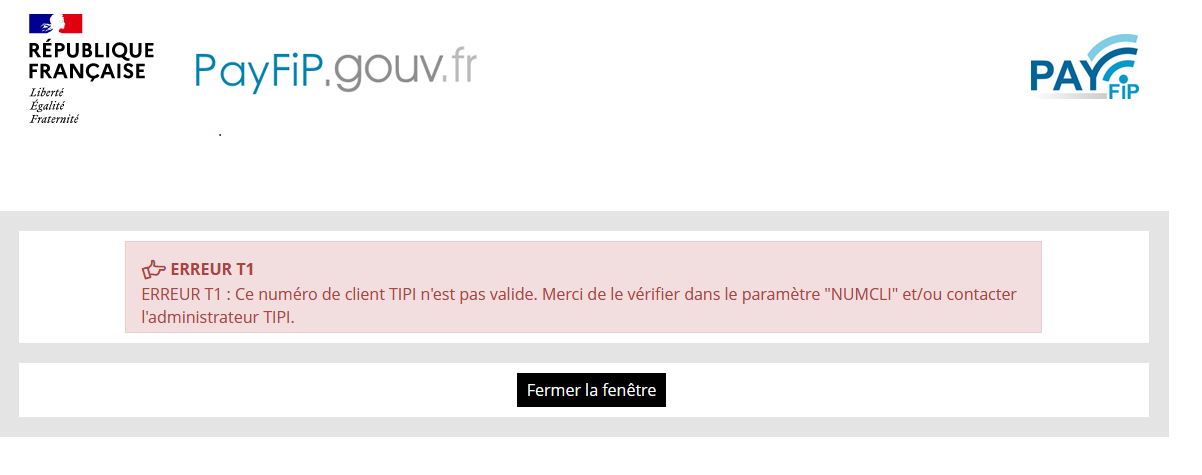 RÉPUBLIQUE
FRANÇAISE
Liberté
Égalité
Fraternité
PayFiP.gouv.fr
PAY
FiP
ERREUR T1
ERREUR T1 : Ce numéro de client TIPI n'est pas valide. Merci de le vérifier dans le paramètre "NUMCLI" et/ou contacter
l'administrateur TIPI.
Fermer la fenêtre